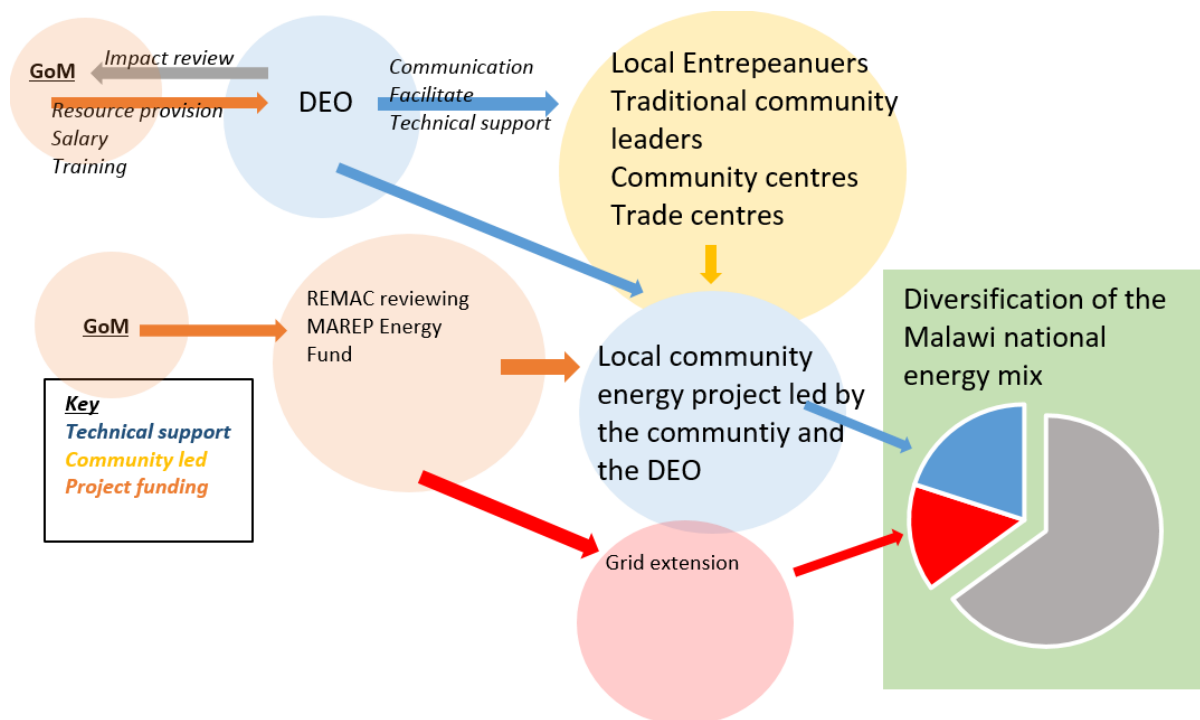 GoM
Impact review
Resource provision
Salary
Training
DEO
Communication
Facilitate
Technical support
Local Entrepeanuers
Traditional community
leaders
Community centres
Trade centres
GoM
REMAC reviewing
MAREP Energy
Fund
Local community
energy project led by
the communtiy and
the DEO
Grid extension
Diversification of the
Malawi national
energy mix
Key
Technical support
Community led
Project funding